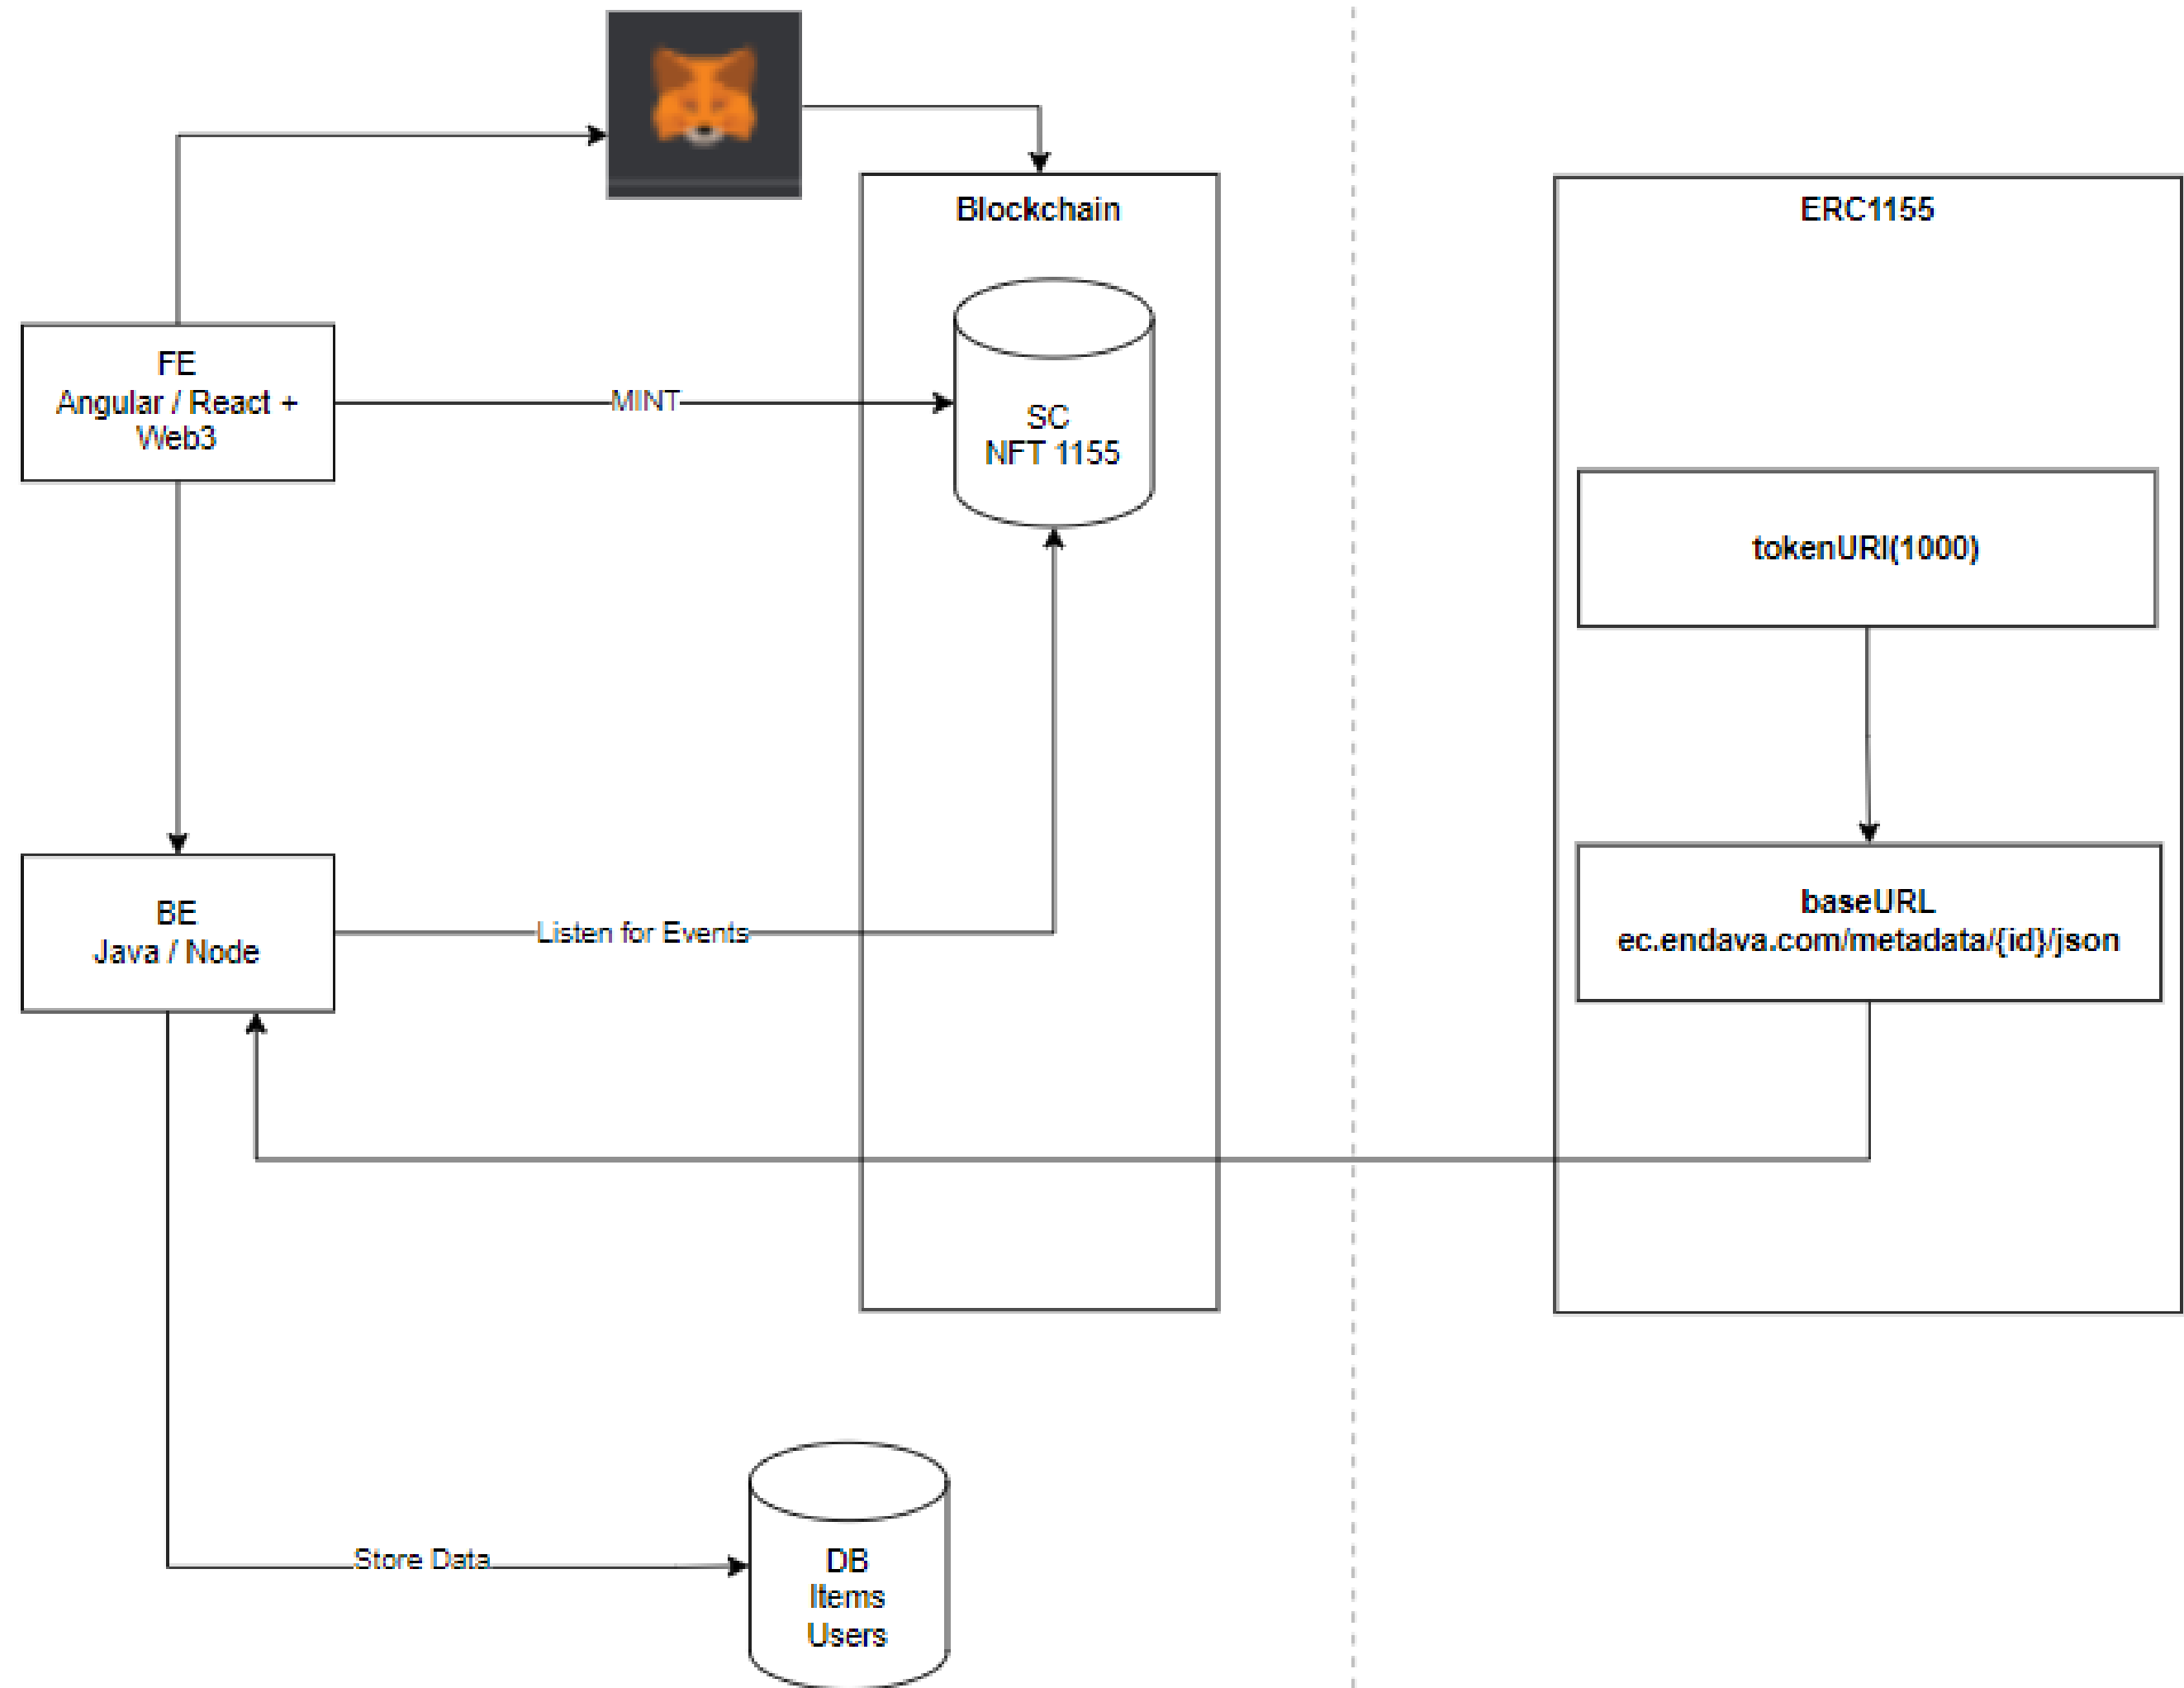 Blockchain
ERC1155
FE
Angular / React +
Web3
MINT
SC
NFT 1155
tokenURI(1000)
BE
Java / Node
Listen for Events
baseURL
ec.endava.com/metadata/{id}/json
Store Data
DB
Items
Users